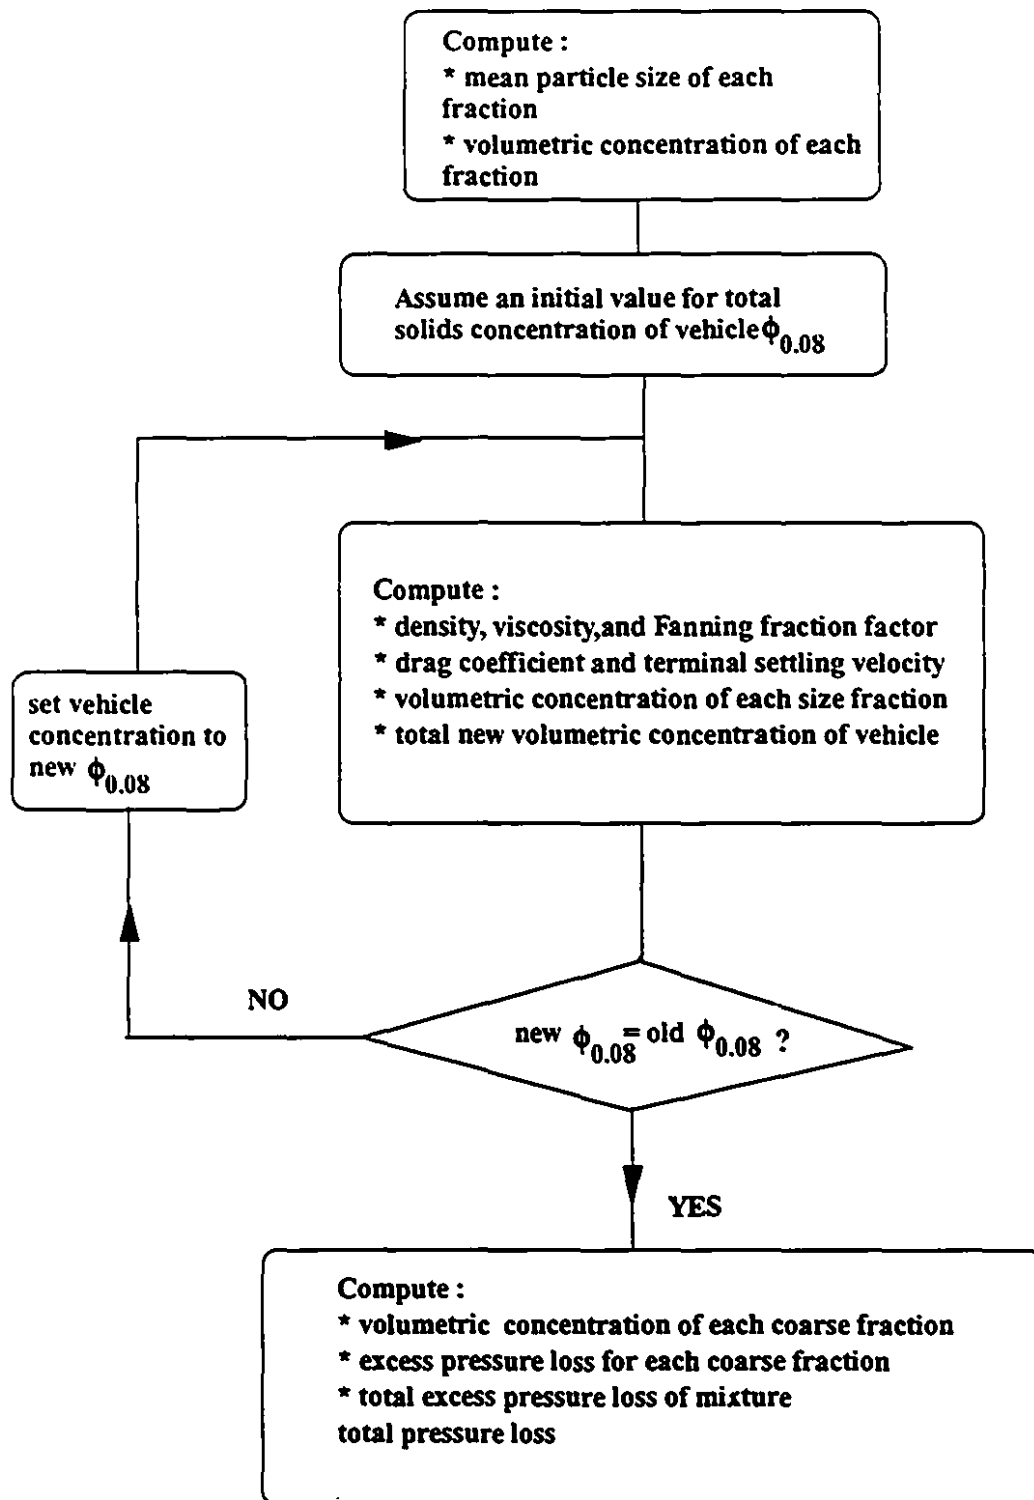 Compute :
* mean particle size of each
fraction
* volumetric concentration of each
fraction
Assume an initial value for total
solids concentration of vehicle ϕ0.08
Compute :
* density, viscosity,and Fanning fraction factor
* drag coefficient and terminal settling velocity
* volumetric concentration of each size fraction
* total new volumetric concentration of vehicle
set vehicle
concentration to
new ϕ0.08
NO
new ϕ0.08 = old ϕ0.08 ?
YES
Compute :
* volumetric concentration of each coarse fraction
* excess pressure loss for each coarse fraction
* total excess pressure loss of mixture
total pressure loss